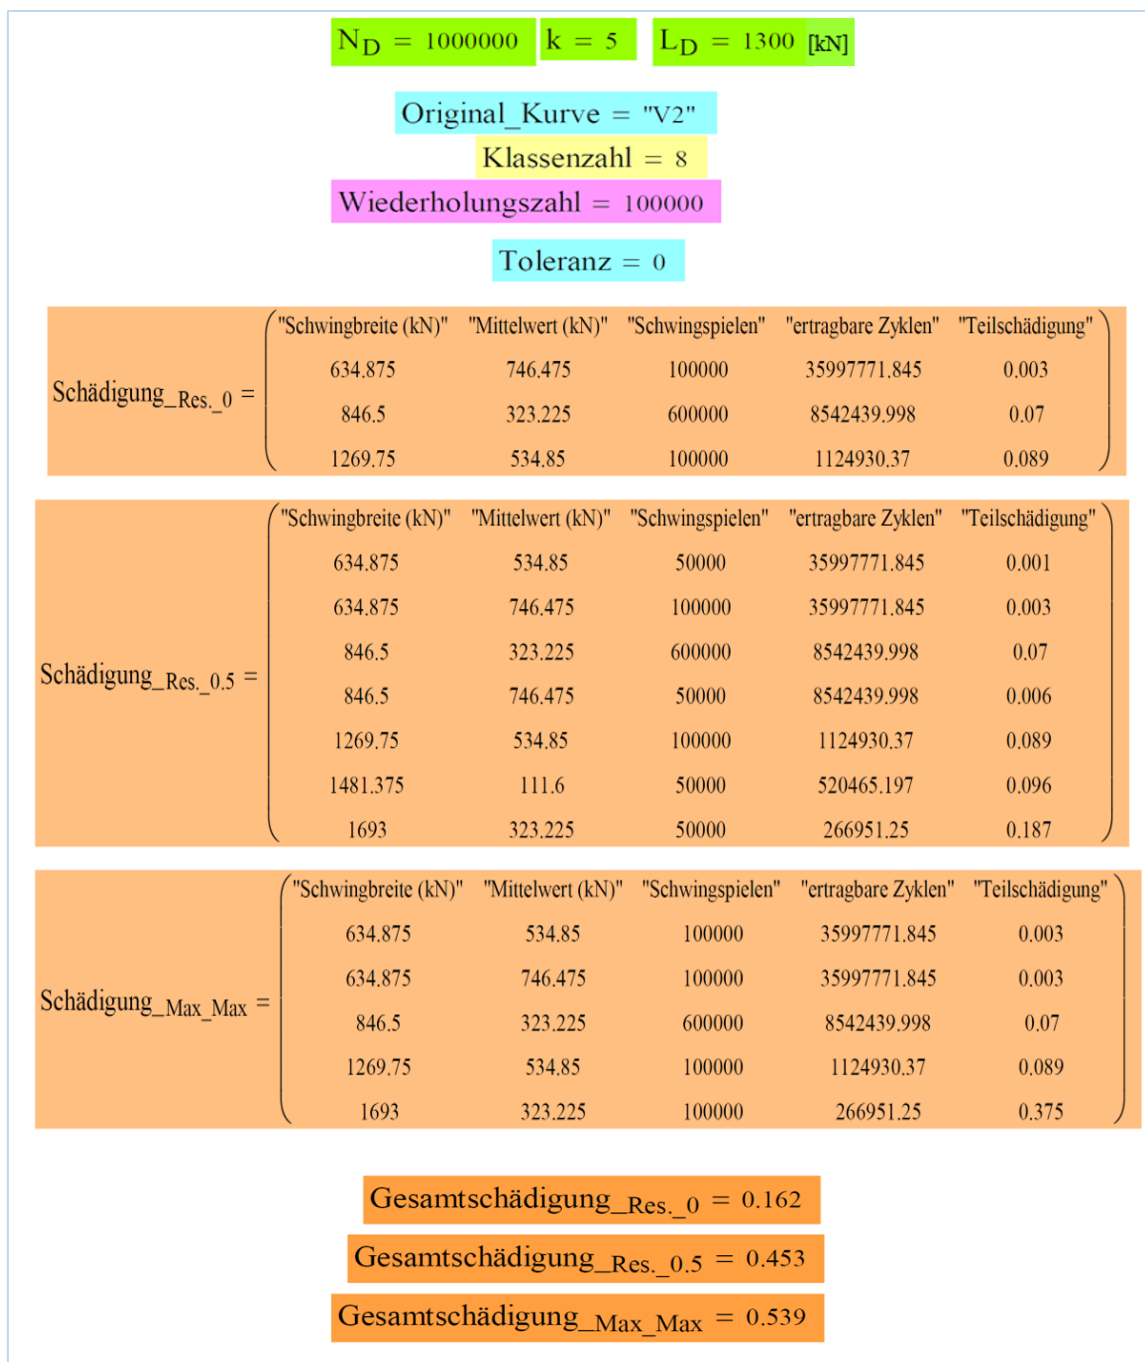 N_D = 1000000 k = 5 L_D = 1300 [kN]
Original_Kurve = "V2"
Klassenzahl = 8
Wiederholungszahl = 100000
Toleranz = 0
"Schwingbreite (kN)" "Mittelwert (kN)" "Schwingspielen" "ertragbare Zyklen" "Teilschädigung"
634.875 746.475 100000 35997771.845 0.003
Schädigung_Res._0 =
846.5 323.225 600000 8542439.998 0.07
1269.75 534.85 100000 1124930.37 0.089
"Schwingbreite (kN)" "Mittelwert (kN)" "Schwingspielen" "ertragbare Zyklen" "Teilschädigung"
634.875 534.85 50000 35997771.845 0.001
634.875 746.475 100000 35997771.845 0.003
846.5 323.225 600000 8542439.998 0.07
Schädigung_Res._0.5 =
846.5 746.475 50000 8542439.998 0.006
1269.75 534.85 100000 1124930.37 0.089
1481.375 111.6 50000 520465.197 0.096
1693 323.225 50000 266951.25 0.187
"Schwingbreite (kN)" "Mittelwert (kN)" "Schwingspielen" "ertragbare Zyklen" "Teilschädigung"
634.875 534.85 100000 35997771.845 0.003
634.875 746.475 100000 35997771.845 0.003
Schädigung_Max_Max =
846.5 323.225 600000 8542439.998 0.07
1269.75 534.85 100000 1124930.37 0.089
1693 323.225 100000 266951.25 0.375
Gesamtschädigung_Res._0 = 0.162
Gesamtschädigung_Res._0.5 = 0.453
Gesamtschädigung_Max_Max = 0.539